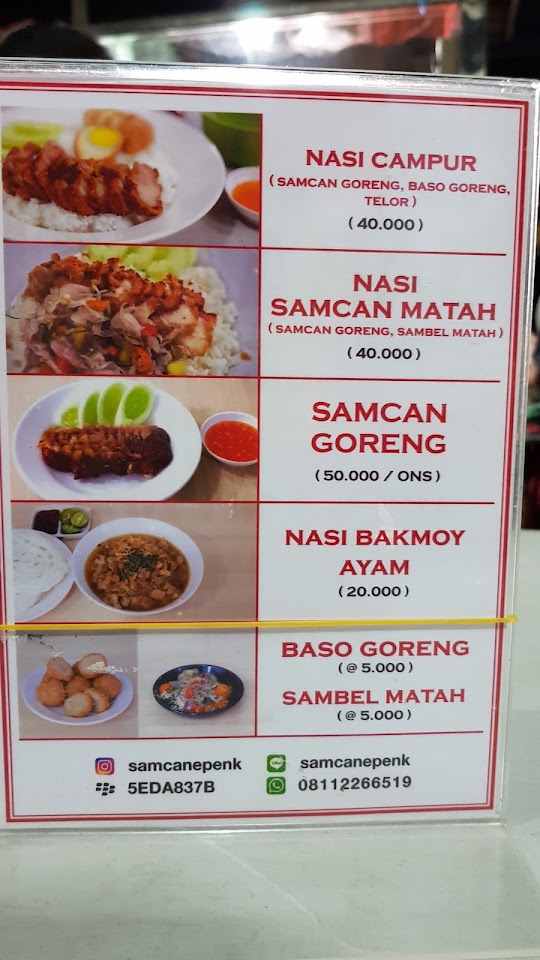 NASI CAMPUR
( SAMCAN GORENG, BASO GORENG,
TELOR )
( 40.000 )
NASI
SAMCAN MATAH
( SAMCAN GORENG, SAMBEL MATAH )
( 40.000 )
SAMCAN
GORENG
( 50.000 / ONS )
NASI BAKMOY
AYAM
( 20.000 )
BASO GORENG
( @ 5.000 )
SAMBEL MATAH
( @ 5.000 )
samcanepenk
samcanepenk
5EDA837B
08112266519